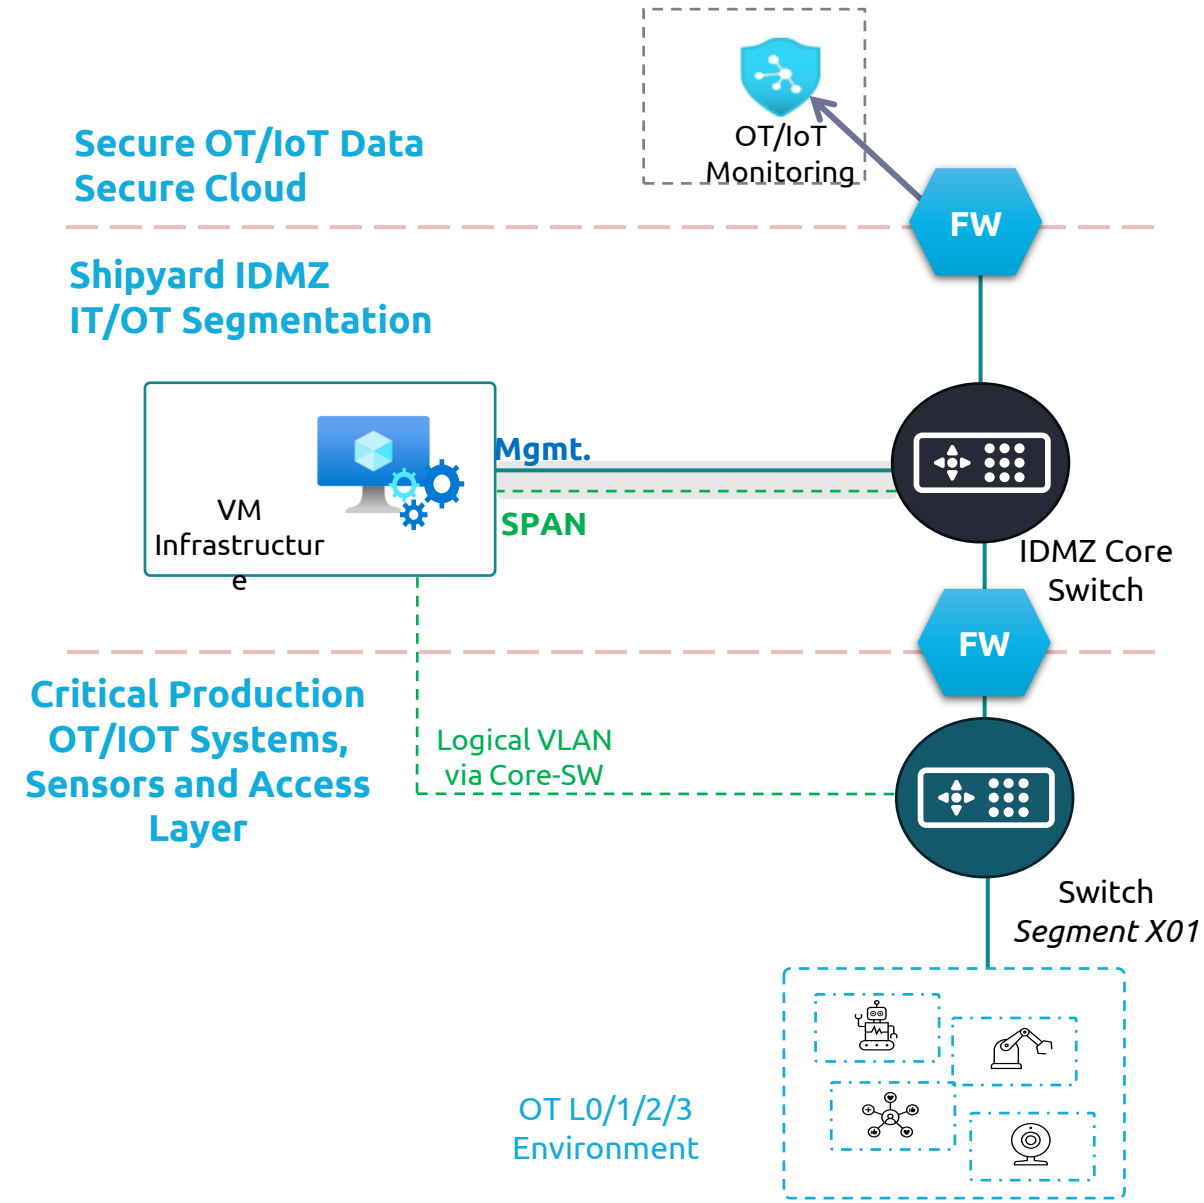 OT/IoT
Monitoring
Secure OT/IoT Data
Secure Cloud
FW
Shipyard IDMZ
IT/OT Segmentation
Mgmt.
SPAN
VM
Infrastructur
e
IDMZ Core
Switch
FW
Critical Production
OT/IOT Systems,
Sensors and Access
Layer
Logical VLAN
via Core-SW
Switch
Segment X01
OT L0/1/2/3
Environment